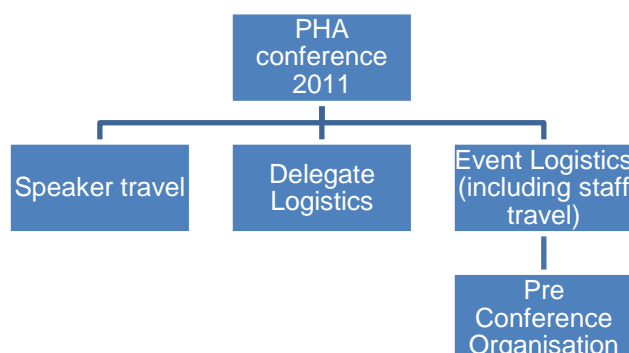 PHA
conference
2011
Speaker travel
Delegate
Logistics
Event Logistics
(including staff
travel)
Pre
Conference
Organisation